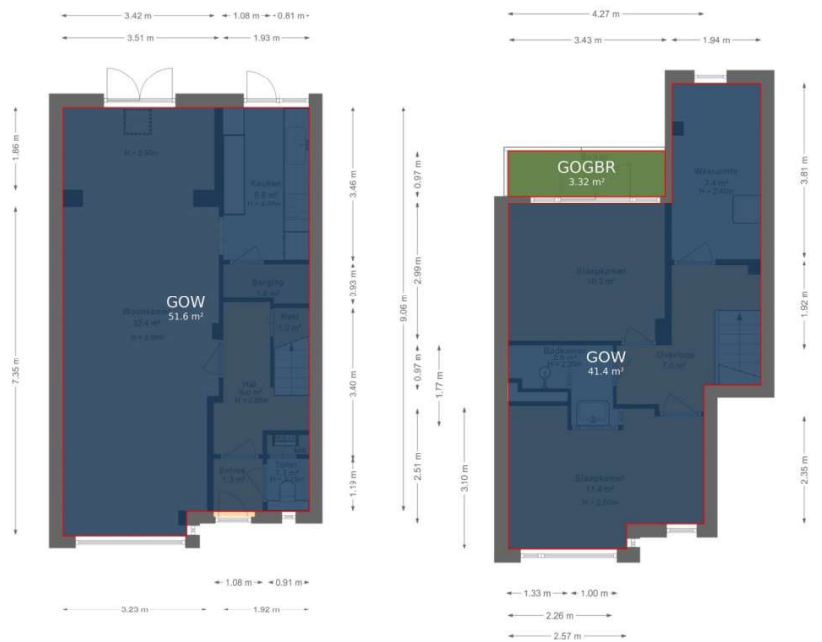 3.42 m
1.08 m
0.81 m
3.51 m
1.93 m
4.27 m
3.43 m
1.94 m
1.86 m
7.35 m
H = 2.90m
Keuken
3.46 m
0.93 m
3.40 m
1.19 m
9.06 m
Berging
Woonkamer
GOW
51.6 m²
Hal
Toilet
1.08 m
0.91 m
3.23 m
1.92 m
0.97 m
2.99 m
0.97 m
1.77 m
2.51 m
3.10 m
GOGBR
3.32 m²
Wasruimte
3.81 m
1.92 m
2.35 m
Slaapkamer
Badkamer
GOW
41.4 m²
Overloop
7.0 m²
Slaapkamer
11.4 m²
1.33 m
1.00 m
2.26 m
2.57 m